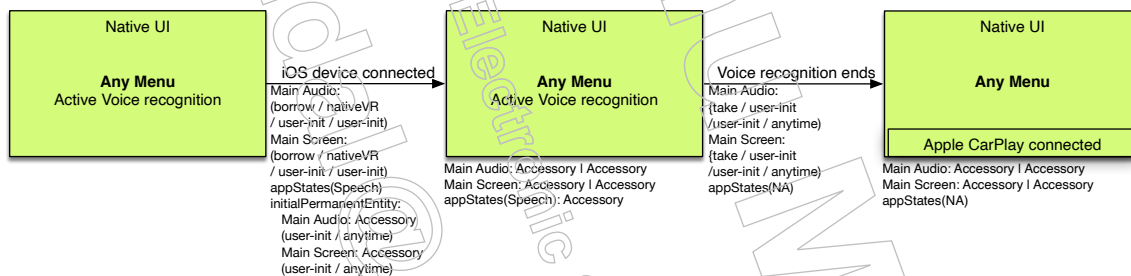 Native UI
Any Menu
Active Voice recognition
iOS device connected
Main Audio:
(borrow / nativeVR
/ user-init / user-init)
Main Screen:
(borrow / nativeVR
/ user-init / user-init)
appStates(Speech)
initialPermanentEntity:
Main Audio: Accessory
(user-init / anytime)
Main Screen: Accessory
(user-init / anytime)
Native UI
Any Menu
Active Voice recognition
Main Audio: Accessory | Accessory
Main Screen: Accessory | Accessory
appStates(Speech): Accessory
Voice recognition ends
Main Audio:
{take / user-init
/user-init / anytime)
Main Screen:
{take / user-init
/user-init / anytime)
appStates(NA)
Native UI
Any Menu
Apple CarPlay connected
Main Audio: Accessory | Accessory
Main Screen: Accessory | Accessory
appStates(NA)
Electronic